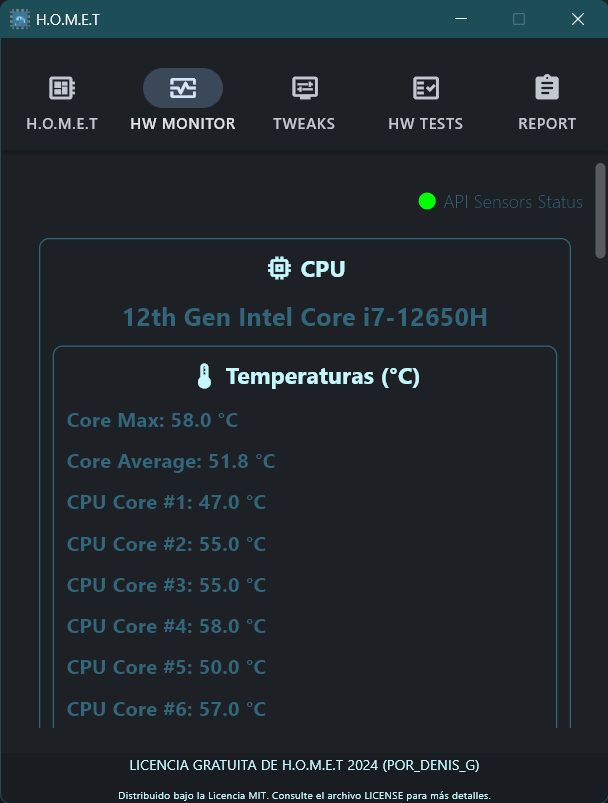 H.O.M.E.T
H.O.M.E.T
HW MONITOR
TWEAKS
HW TESTS
REPORT
API Sensors Status
CPU
12th Gen Intel Core i7-12650H
Temperaturas (°C)
Core Max: 58.0 °C
Core Average: 51.8 °C
CPU Core #1: 47.0 °C
CPU Core #2: 55.0 °C
CPU Core #3: 55.0 °C
CPU Core #4: 58.0 °C
CPU Core #5: 50.0 °C
CPU Core #6: 57.0 °C
LICENCIA GRATUITA DE H.O.M.E.T 2024 (POR_DENIS_G)
Distribuido bajo la Licencia MIT. Consulte el archivo LICENSE para más detalles.